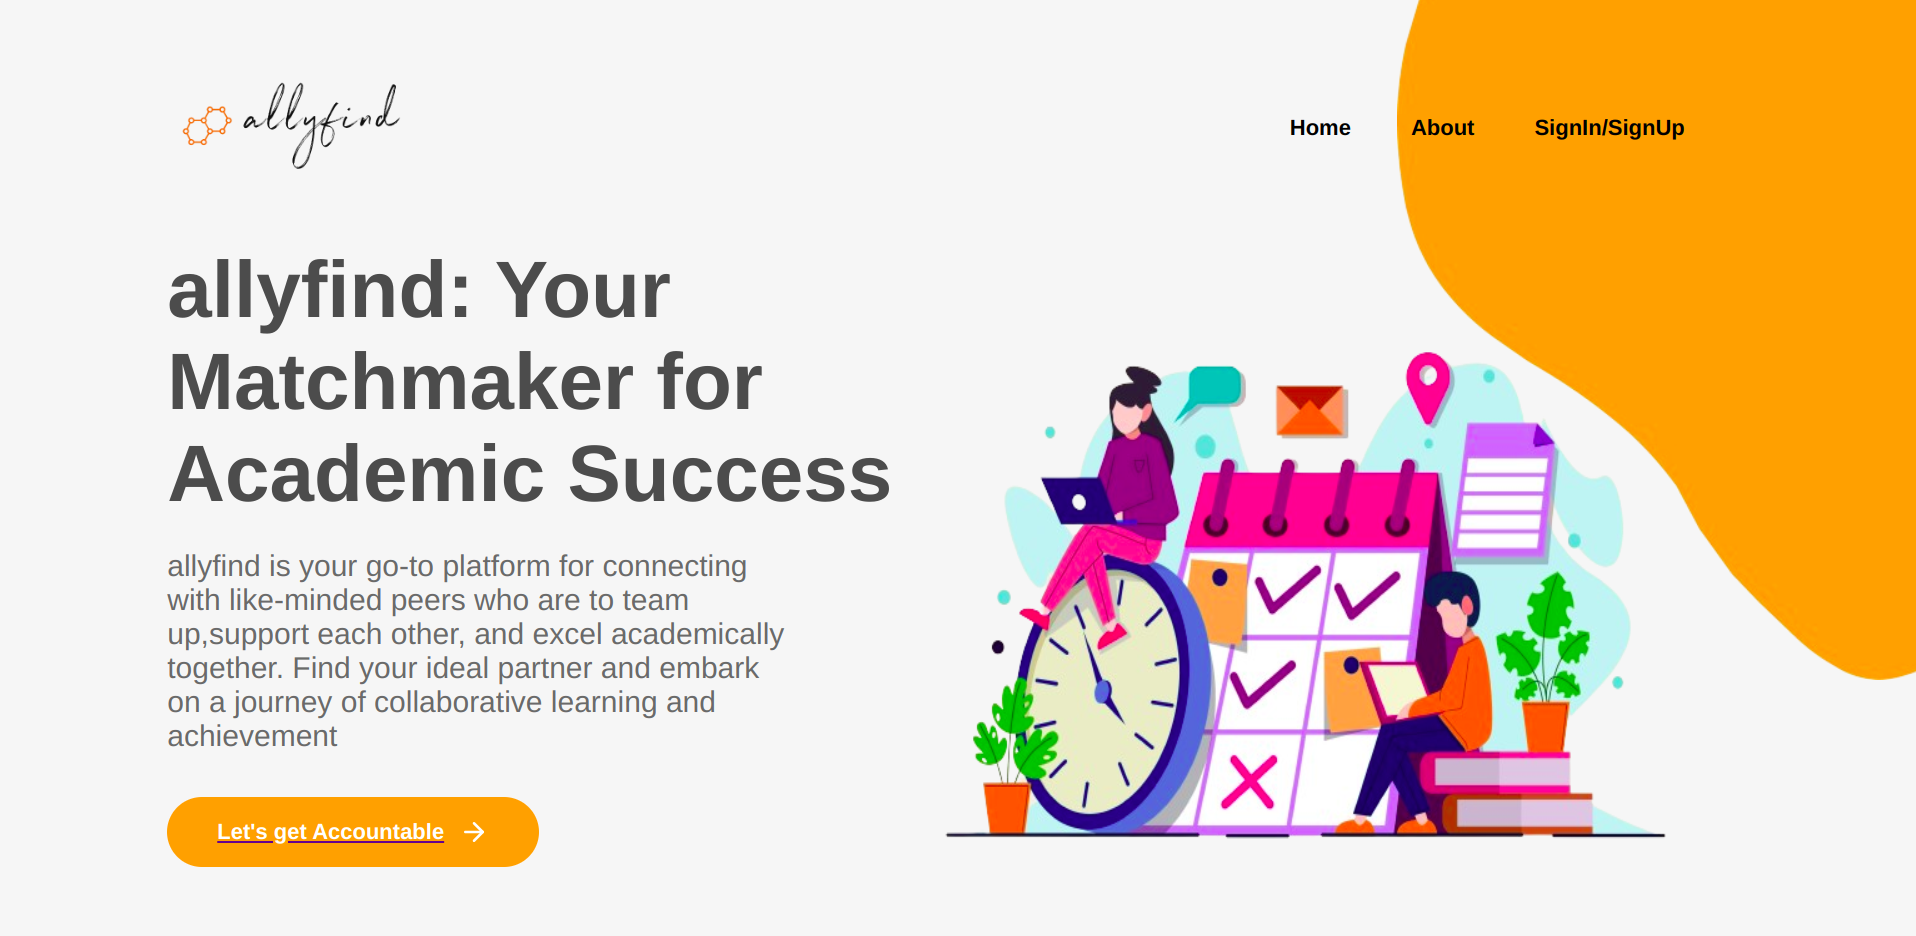 allyfind
Home
About
SignIn/SignUp
allyfind: Your
Matchmaker for
Academic Success
allyfind is your go-to platform for connecting
with like-minded peers who are to team
up,support each other, and excel academically
together. Find your ideal partner and embark
on a journey of collaborative learning and
achievement
Let's get Accountable